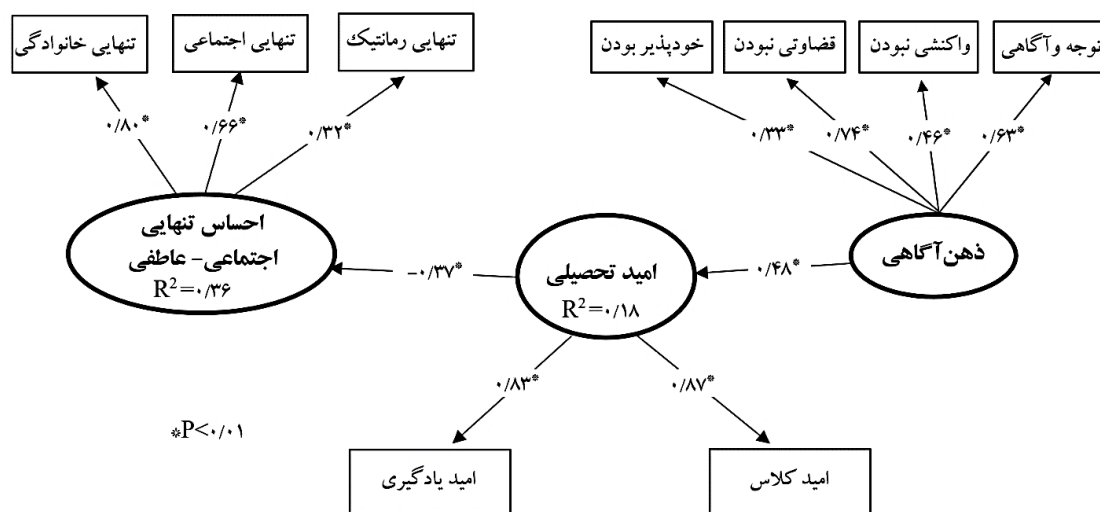 توجه و آگاهی
واکنشی نبودن
قضاوتی نبودن
خودپذیر بودن
تنهایی رمانتیک
تنهایی اجتماعی
تنهایی خانوادگی
۰/۶۳*
۰/۴۶*
۰/۷۴*
۰/۳۳*
۰/۳۲*
۰/۶۶*
۰/۸۰*
ذهن‌آگاهی
۰/۴۸*
امید تحصیلی
R²=۰/۱۸
−۰/۳۷*
احساس تنهایی
اجتماعی- عاطفی
R²=۰/۳۶
۰/۸۷*
۰/۸۳*
*P<۰/۰۱
امید کلاس
امید یادگیری